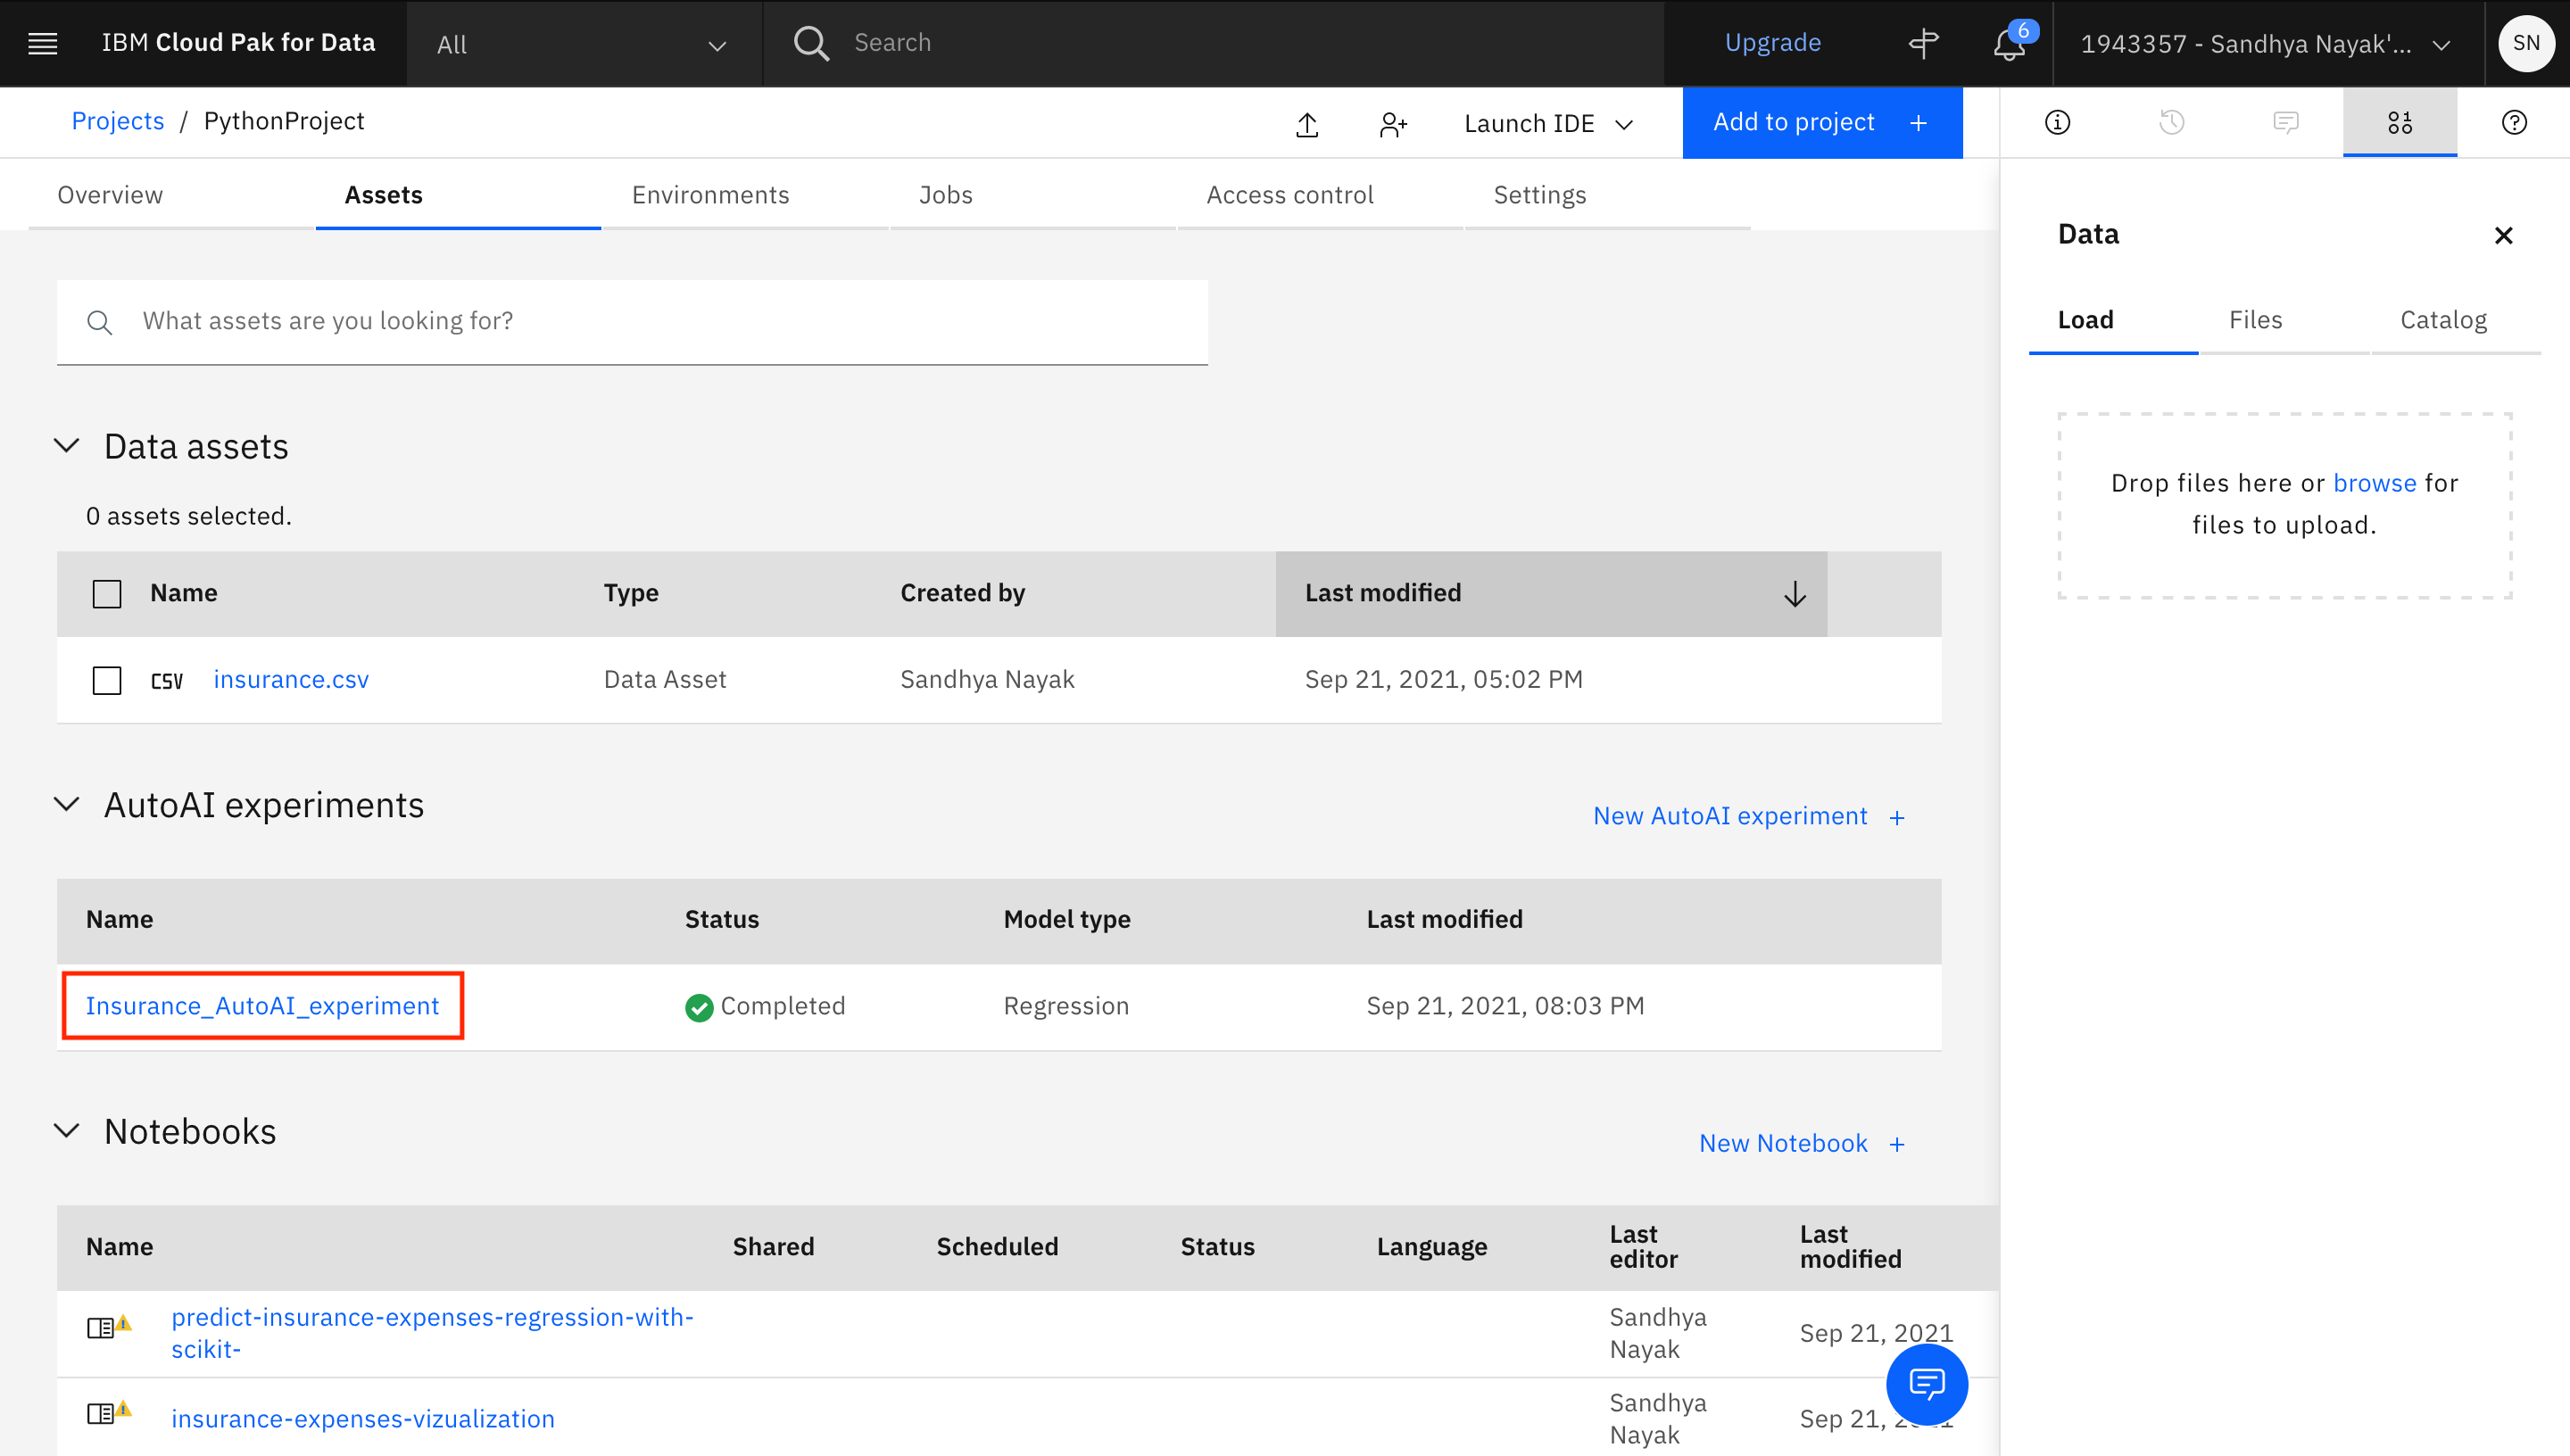 IBM Cloud Pak for Data
All
Search
Upgrade
6
1943357 - Sandhya Nayak'...
SN
Projects / PythonProject
Launch IDE
Add to project +
Overview
Assets
Environments
Jobs
Access control
Settings
What assets are you looking for?
Data assets
0 assets selected.
Name Type Created by Last modified
CSV insurance.csv Data Asset Sandhya Nayak Sep 21, 2021, 05:02 PM
AutoAI experiments
New AutoAI experiment +
Name Status Model type Last modified
Insurance_AutoAI_experiment Completed Regression Sep 21, 2021, 08:03 PM
Notebooks
New Notebook +
Name Shared Scheduled Status Language Last editor Last modified
predict-insurance-expenses-regression-with-
scikit-
Sandhya
Nayak
Sep 21, 2021
insurance-expenses-vizualization
Sandhya
Nayak
Sep 21,
Data
Load
Files
Catalog
Drop files here or browse for
files to upload.